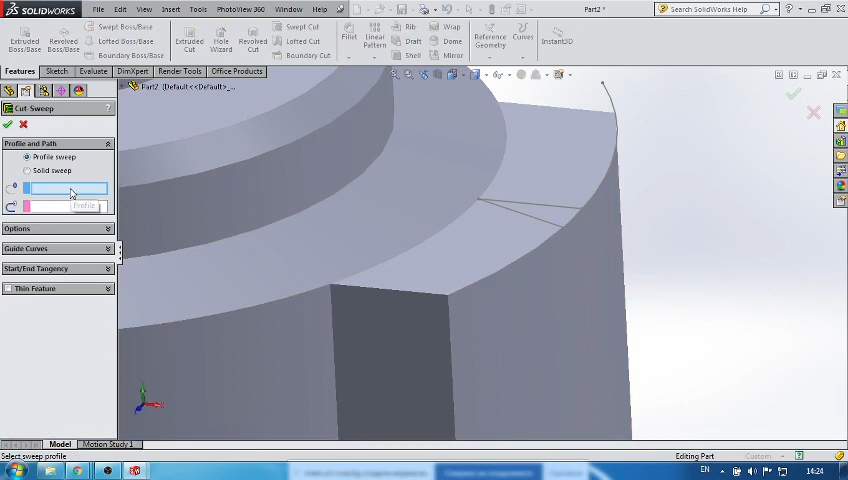 SOLIDWORKS File Edit View Insert Tools PhotoView 360 Window Help Part2 * Search SolidWorks Help
Extruded Boss/Base
Revolved Boss/Base
Swept Boss/Base
Lofted Boss/Base
Boundary Boss/Base
Extruded Cut
Hole Wizard
Revolved Cut
Swept Cut
Lofted Cut
Boundary Cut
Fillet
Linear Pattern
Rib
Draft
Shell
Wrap
Dome
Mirror
Reference Geometry
Curves
Instant3D
Features Sketch Evaluate DimXpert Render Tools Office Products
Part2 (Default<<Default>_...
Cut-Sweep ?
Profile and Path
Profile sweep
Solid sweep
Profile
Options
Guide Curves
Start/End Tangency
Thin Feature
Model Motion Study 1
Select sweep profile Editing Part Custom
EN 14:24